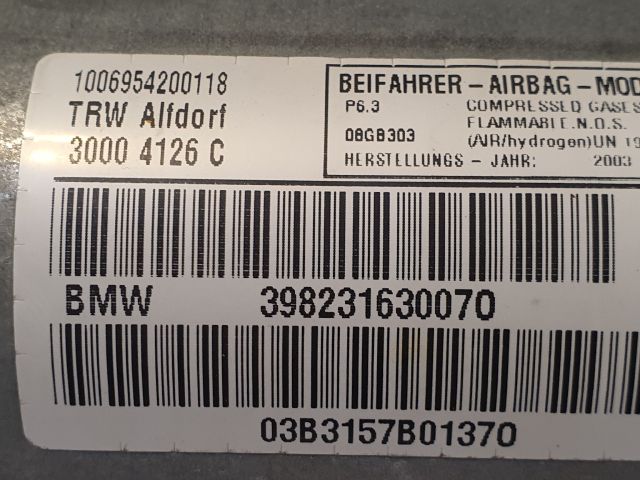 1006954200118
TRW Alfdorf
3000 4126 C
BEIFAHRER - AIRBAG - MOD
P6.3 COMPRESSED GASES
FLAMMABLE.N.O.S.
08GB303 (AIR/hydrogen)UN 19
HERSTELLUNGS - JAHR: 2003
N
BMW 398231630070
03B3157B01370